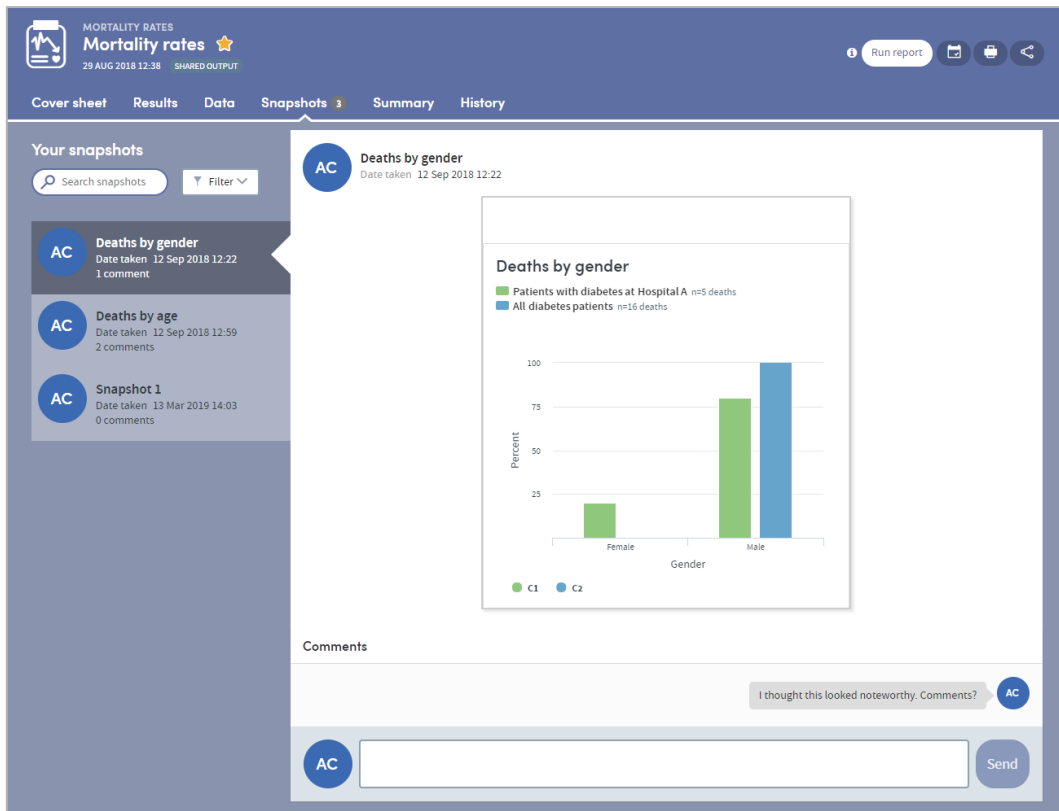 MORTALITY RATES
Mortality rates
29 AUG 2018 12:38 SHARED OUTPUT
Run report
Cover sheet Results Data Snapshots 3 Summary History
Your snapshots
Search snapshots Filter
AC
Deaths by gender
Date taken 12 Sep 2018 12:22
1 comment
AC
Deaths by age
Date taken 12 Sep 2018 12:59
2 comments
AC
Snapshot 1
Date taken 13 Mar 2019 14:03
0 comments
AC
Deaths by gender
Date taken 12 Sep 2018 12:22
Deaths by gender
Patients with diabetes at Hospital A n=5 deaths
All diabetes patients n=16 deaths
100
75
50
25
Percent
Female Male
Gender
C1 C2
Comments
I thought this looked noteworthy. Comments? AC
AC Send